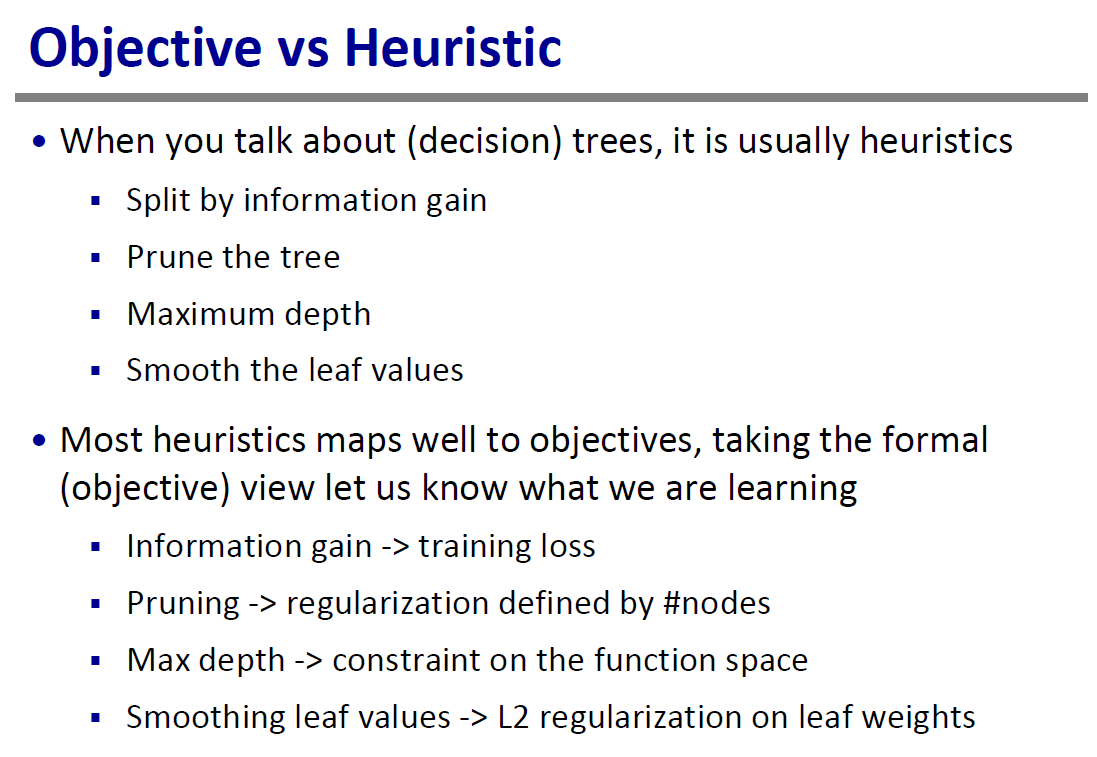 Objective vs Heuristic
• When you talk about (decision) trees, it is usually heuristics
▪ Split by information gain
▪ Prune the tree
▪ Maximum depth
▪ Smooth the leaf values
• Most heuristics maps well to objectives, taking the formal
(objective) view let us know what we are learning
▪ Information gain -> training loss
▪ Pruning -> regularization defined by #nodes
▪ Max depth -> constraint on the function space
▪ Smoothing leaf values -> L2 regularization on leaf weights